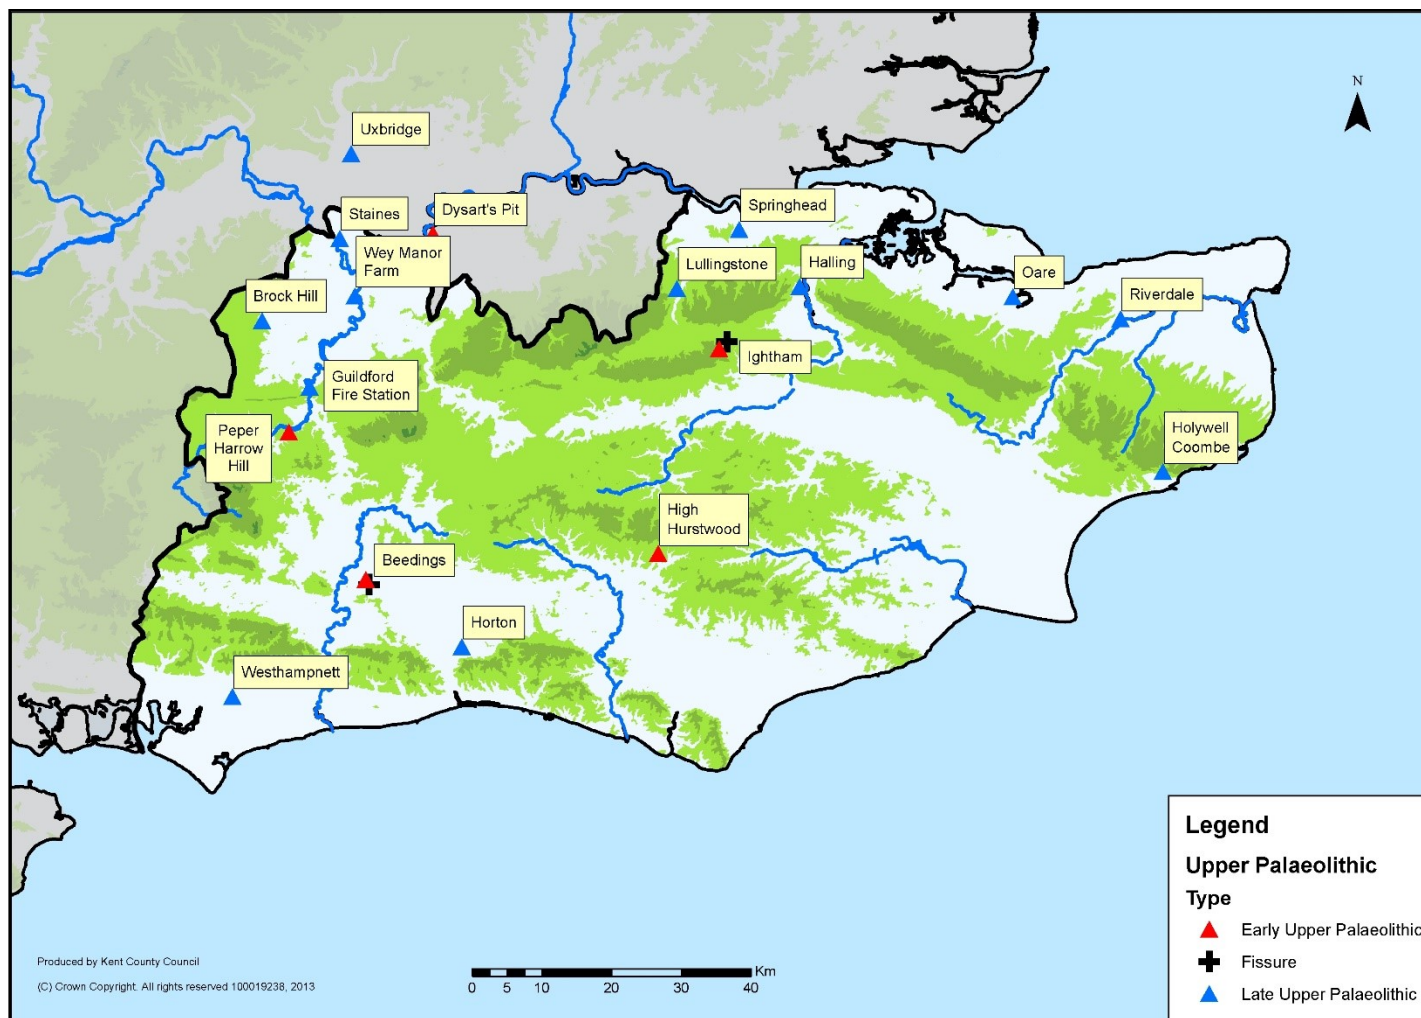 N
Uxbridge
Staines
Dysart's Pit
Springhead
Wey Manor
Farm
Lullingstone
Halling
Oare
Brock Hill
Riverdale
Ightham
Guildford
Fire Station
Peper
Harrow
Hill
Holywell
Coombe
High
Hurstwood
Beedings
Horton
Westhampnett
Legend
Upper Palaeolithic
Type
Early Upper Palaeolithic
Fissure
Late Upper Palaeolithic
Produced by Kent County Council
(C) Crown Copyright. All rights reserved 100019238, 2013
Km
0 5 10 20 30 40